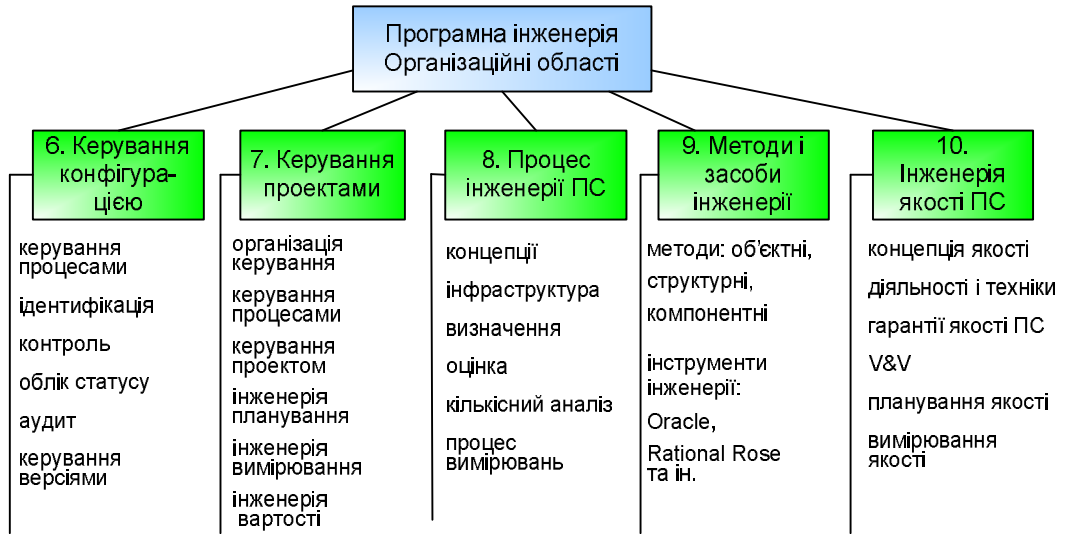 Програмна інженерія
Організаційні області
6. Керування
конфігура-
цією
керування
процесами
ідентифікація
контроль
облік статусу
аудит
керування
версіями
7. Керування
проектами
організація
керування
керування
процесами
керування
проектом
інженерія
планування
інженерія
вимірювання
інженерія
вартості
8. Процес
інженерії ПС
концепції
інфраструктура
визначення
оцінка
кількісний аналіз
процес
вимірювань
9. Методи і
засоби
інженерії
методи: об’єктні,
структурні,
компонентні
інструменти
інженерії:
Oracle,
Rational Rose
та ін.
10.
Інженерія
якості ПС
концепція якості
діяльності і техніки
гарантії якості ПС
V&V
планування якості
вимірювання
якості